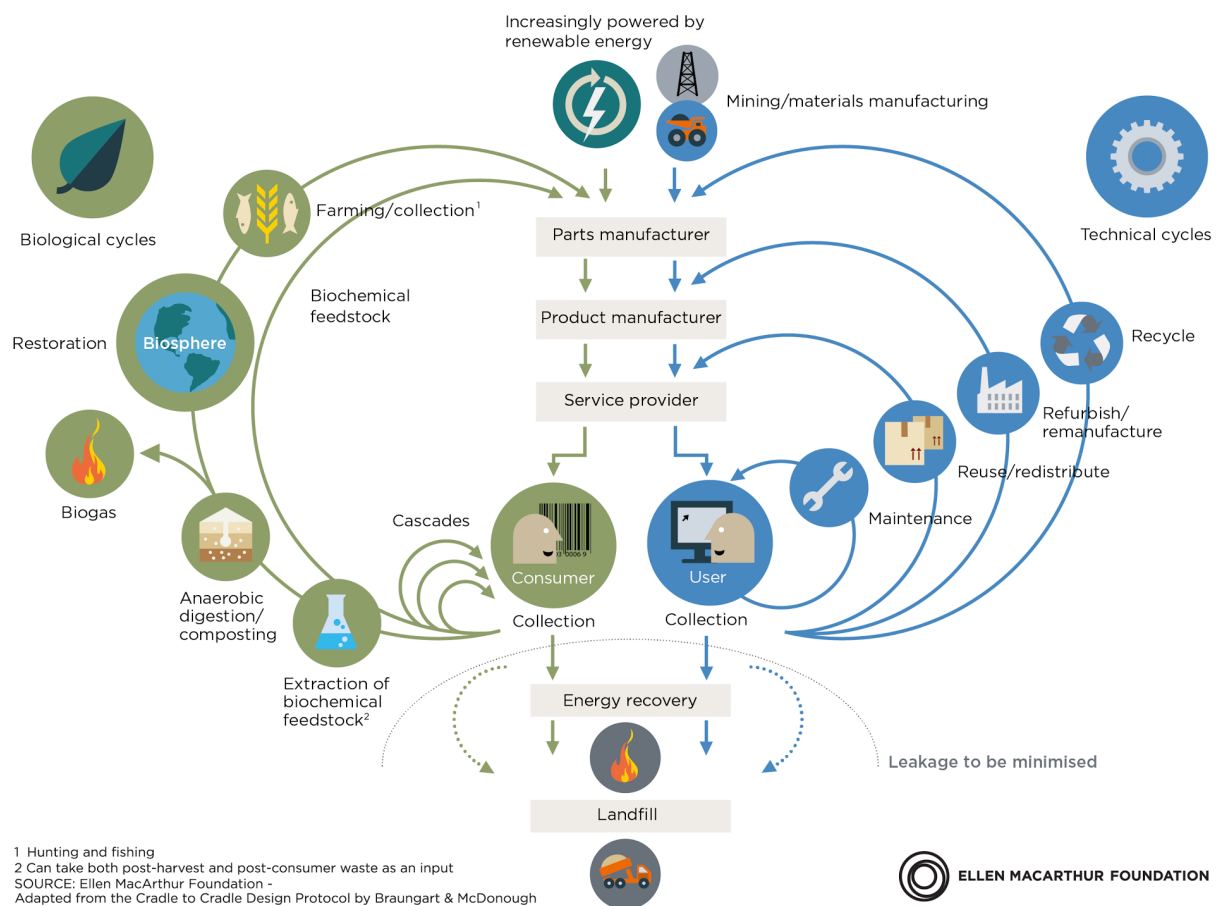 Increasingly powered by
renewable energy
Mining/materials manufacturing
Biological cycles
Farming/collection¹
Parts manufacturer
Technical cycles
Biochemical
feedstock
Product manufacturer
Restoration
Biosphere
Recycle
Service provider
Refurbish/
remanufacture
Reuse/redistribute
Biogas
Cascades
Maintenance
03 0006 9
Consumer
User
Anaerobic
digestion/
composting
Collection
Collection
Extraction of
biochemical
feedstock²
Energy recovery
Leakage to be minimised
Landfill
1 Hunting and fishing
2 Can take both post-harvest and post-consumer waste as an input
SOURCE: Ellen MacArthur Foundation -
Adapted from the Cradle to Cradle Design Protocol by Braungart & McDonough
ELLEN MACARTHUR FOUNDATION